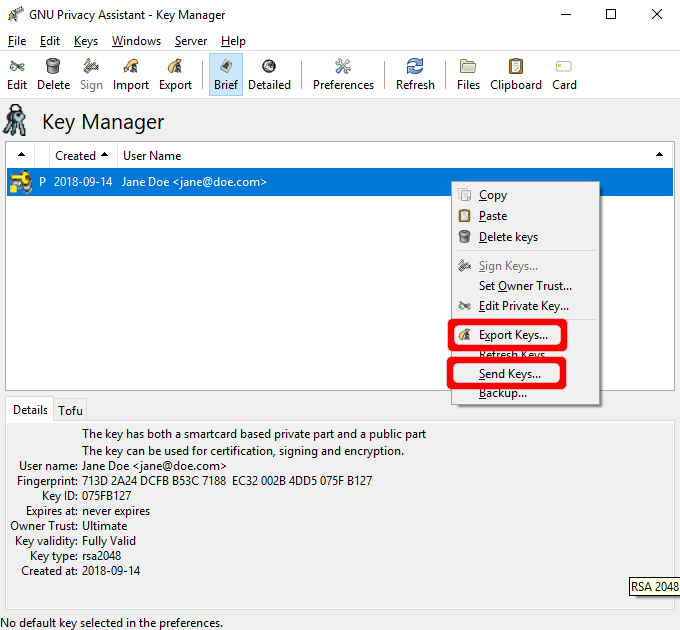 GNU Privacy Assistant - Key Manager
File Edit Keys Windows Server Help
Edit Delete Sign Import Export Brief Detailed Preferences Refresh Files Clipboard Card
Key Manager
Created User Name
P 2018-09-14 Jane Doe <jane@doe.com>
Copy
Paste
Delete keys
Sign Keys...
Set Owner Trust...
Edit Private Key...
Export Keys...
Refresh Keys
Send Keys...
Backup...
Details Tofu
The key has both a smartcard based private part and a public part
The key can be used for certification, signing and encryption.
User name: Jane Doe <jane@doe.com>
Fingerprint: 713D 2A24 DCFB B53C 7188 EC32 002B 4DD5 075F B127
Key ID: 075FB127
Expires at: never expires
Owner Trust: Ultimate
Key validity: Fully Valid
Key type: rsa2048
Created at: 2018-09-14
RSA 2048
No default key selected in the preferences.